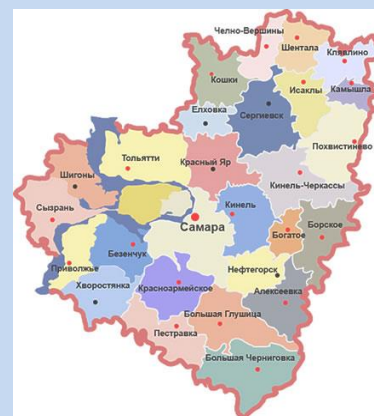 Челно-Вершины
Шентала
Клявлино
Кошки
Исаклы
Камышла
Елховка
Сергиевск
Похвистнево
Тольятти
Красный Яр
Шигоны
Кинель-Черкассы
Сызрань
Кинель
Самара
Богатое
Борское
Безенчук
Приволжье
Нефтегорск
Хворостянка
Красноармейское
Алексеевка
Большая Глушица
Пестравка
Большая Черниговка